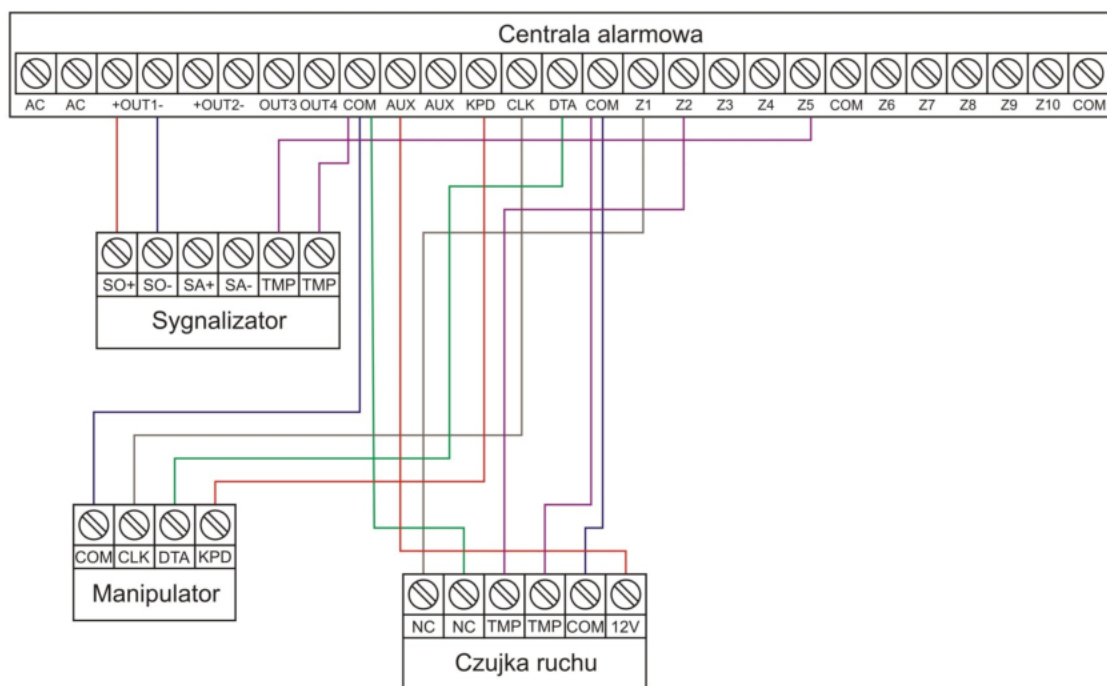 Centrala alarmowa
AC AC +OUT1- +OUT2- OUT3 OUT4 COM AUX AUX KPD CLK DTA COM Z1 Z2 Z3 Z4 Z5 COM Z6 Z7 Z8 Z9 Z10 COM
SO+ SO- SA+ SA- TMP TMP
Sygnalizator
COM CLK DTA KPD
Manipulator
NC NC TMP TMP COM 12V
Czujka ruchu